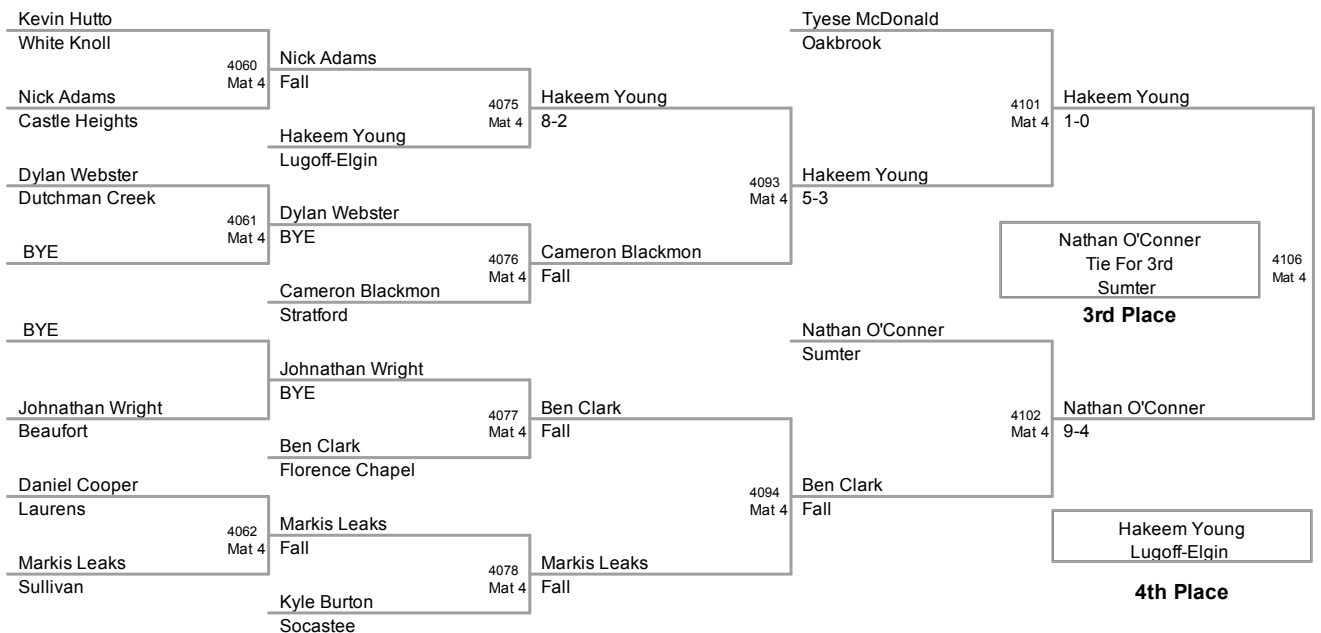 Kevin Hutto
White Knoll
4060
Mat 4
Nick Adams
Castle Heights
Dylan Webster
Dutchman Creek
4061
Mat 4
BYE
BYE
Johnathan Wright
Beaufort
Daniel Cooper
Laurens
4062
Mat 4
Markis Leaks
Sullivan
Nick Adams
Fall
4075
Mat 4
Hakeem Young
Lugoff-Elgin
Dylan Webster
BYE
4076
Mat 4
Cameron Blackmon
Stratford
Johnathan Wright
BYE
4077
Mat 4
Ben Clark
Florence Chapel
Markis Leaks
Fall
4078
Mat 4
Kyle Burton
Socastee
Hakeem Young
8-2
4093
Mat 4
Cameron Blackmon
Fall
Ben Clark
Fall
4094
Mat 4
Markis Leaks
Fall
Tyese McDonald
Oakbrook
4101
Mat 4
Hakeem Young
5-3
Nathan O'Conner
Sumter
4102
Mat 4
Ben Clark
Fall
Hakeem Young
1-0
Nathan O'Conner
Tie For 3rd
Sumter
3rd Place
4106
Mat 4
Nathan O'Conner
9-4
Hakeem Young
Lugoff-Elgin
4th Place